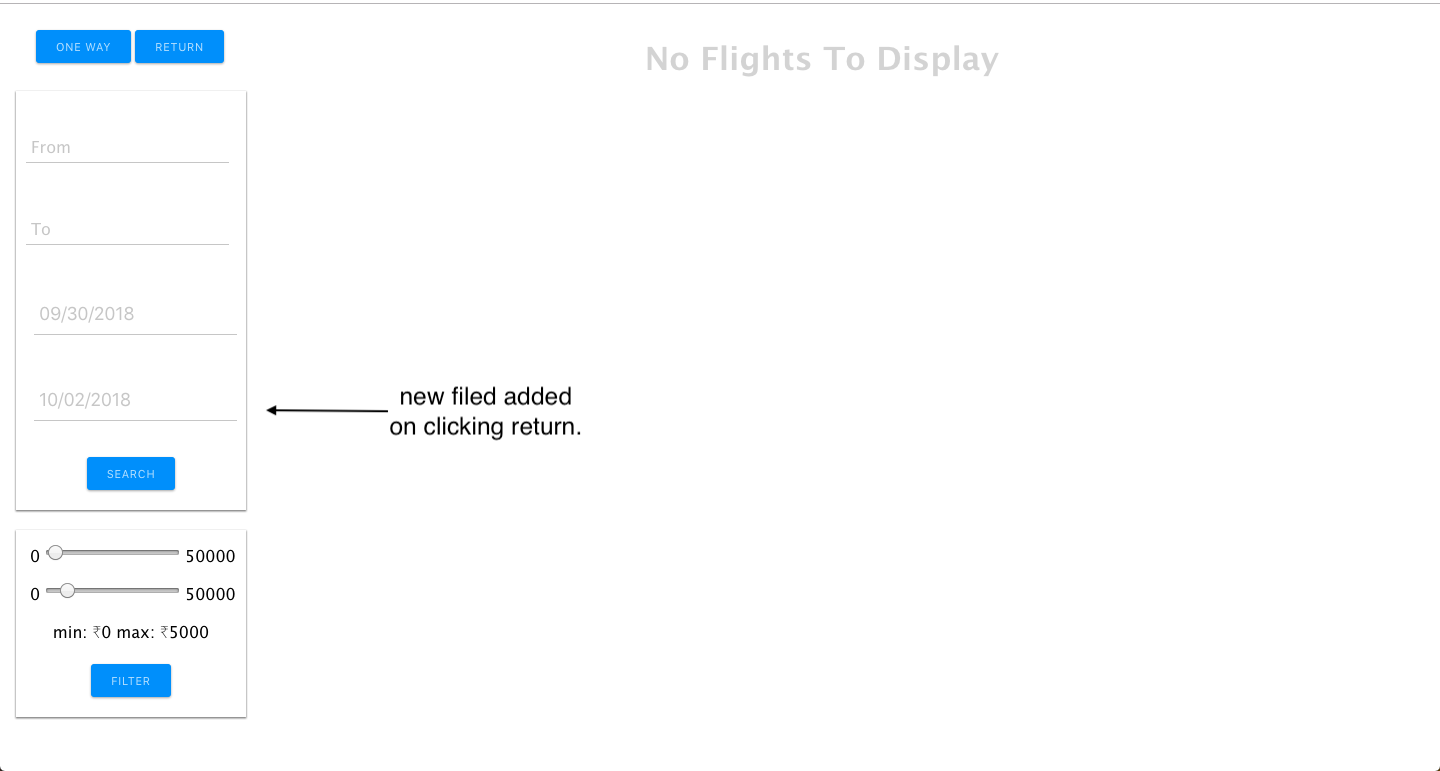 ONE WAY RETURN
No Flights To Display
From
To
09/30/2018
10/02/2018
new filed added
on clicking return.
SEARCH
0 50000
0 50000
min: ₹0 max: ₹5000
FILTER